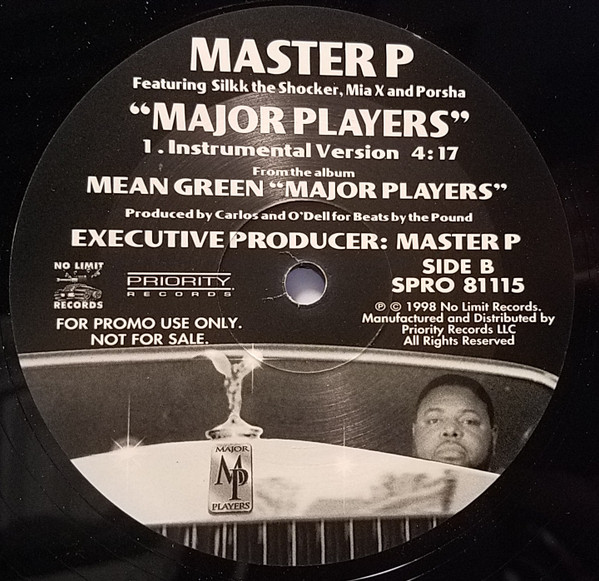 MASTER P
Featuring Silkk the Shocker, Mia X and Porsha
“MAJOR PLAYERS”
1. Instrumental Version 4:17
From the album
MEAN GREEN “MAJOR PLAYERS”
Produced by Carlos and O'Dell for Beats by the Pound
EXECUTIVE PRODUCER: MASTER P
NO LIMIT
RECORDS
PRIORITY
RECORDS
FOR PROMO USE ONLY.
NOT FOR SALE.
SIDE B
SPRO 81115
℗ © 1998 No Limit Records.
Manufactured and Distributed by
Priority Records LLC
All Rights Reserved
MAJOR
MP
PLAYERS